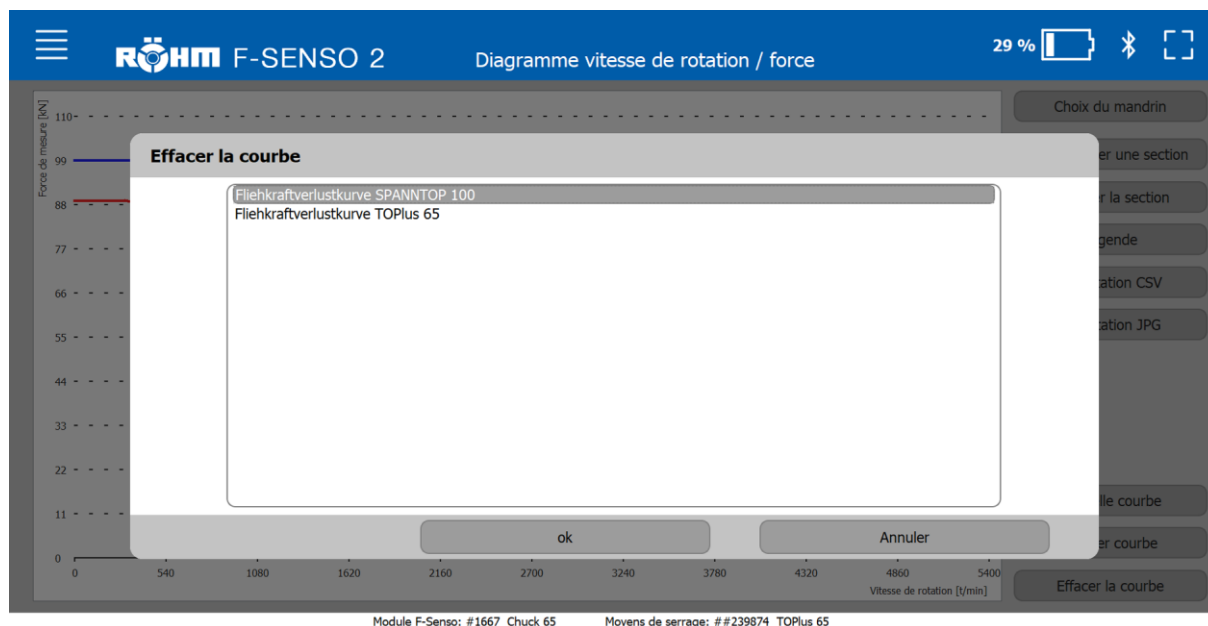 RÖHM F-SENSO 2
Diagramme vitesse de rotation / force
29 %
Force de mesure [kN]
110
99
88
77
66
55
44
33
22
11
0
0 540 1080 1620 2160 2700 3240 3780 4320 4860 5400
Vitesse de rotation [t/min]
Effacer la courbe
Fliehkraftverlustkurve SPANNTOP 100
Fliehkraftverlustkurve TOPlus 65
ok
Annuler
Choix du mandrin
er une section
r la section
gende
ation CSV
ation JPG
lle courbe
er courbe
Effacer la courbe
Module F-Senso: #1667 Chuck 65 Moyens de serrage: ##239874 TOPlus 65